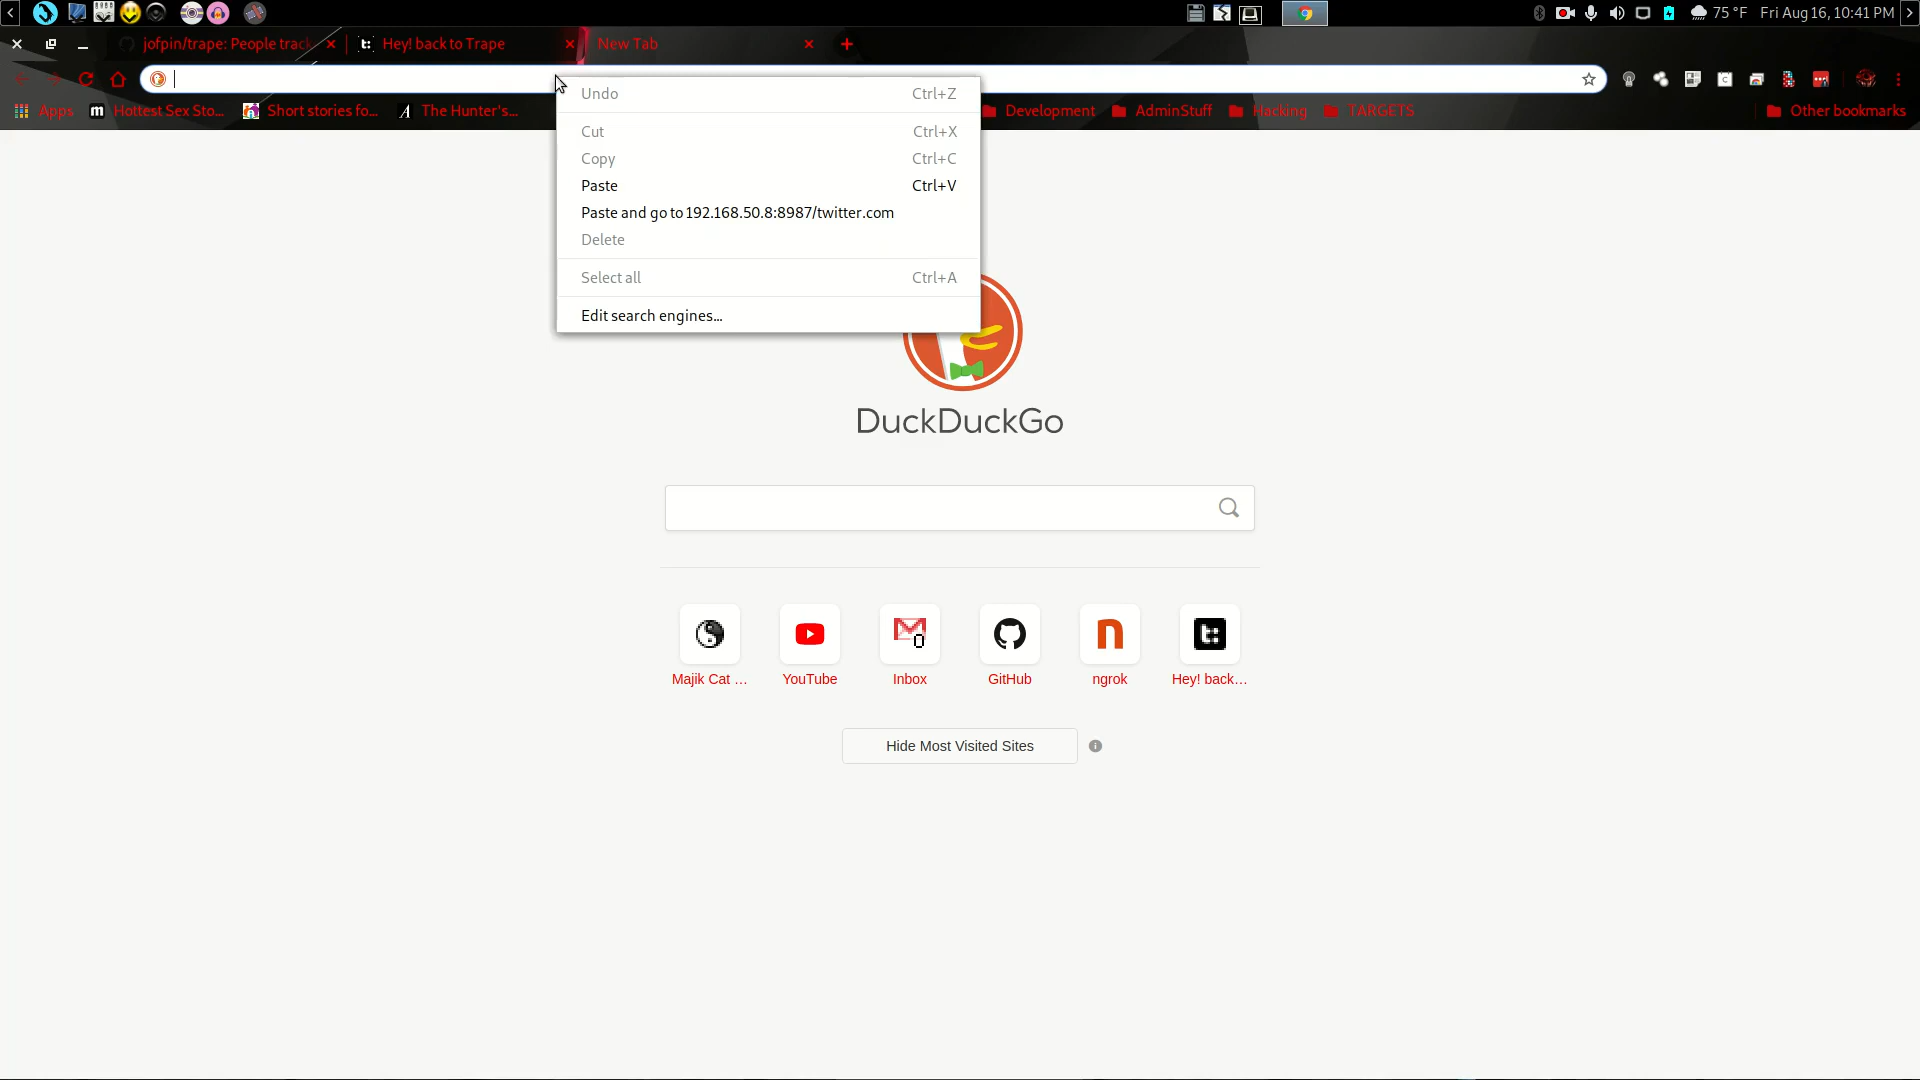 75 °F Fri Aug 16, 10:41 PM
jofpin/trape: People track
Hey! back to Trape
New Tab
Apps
Hottest Sex Sto...
Short stories fo...
The Hunter's...
Development
AdminStuff
Hacking
TARGETS
Other bookmarks
Undo Ctrl+Z
Cut Ctrl+X
Copy Ctrl+C
Paste Ctrl+V
Paste and go to 192.168.50.8:8987/twitter.com
Delete
Select all Ctrl+A
Edit search engines...
DuckDuckGo
Majik Cat ...
YouTube
Inbox
GitHub
ngrok
Hey! back...
Hide Most Visited Sites